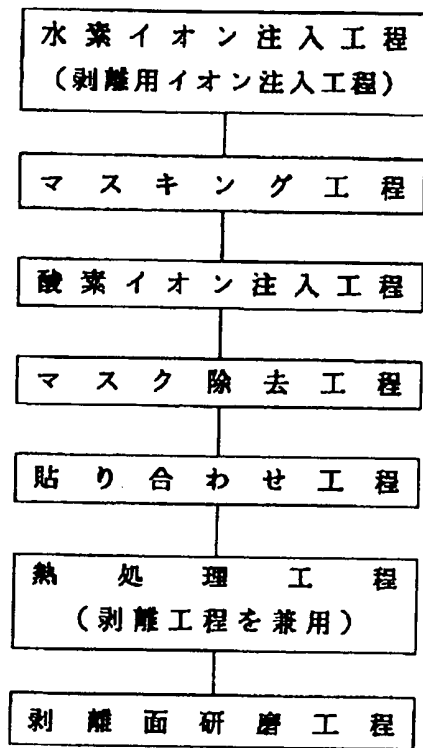 水素イオン注入工程
(剥離用イオン注入工程)
マスキング工程
酸素イオン注入工程
マスク除去工程
貼り合わせ工程
熱処理工程
(剥離工程を兼用)
剥離面研磨工程